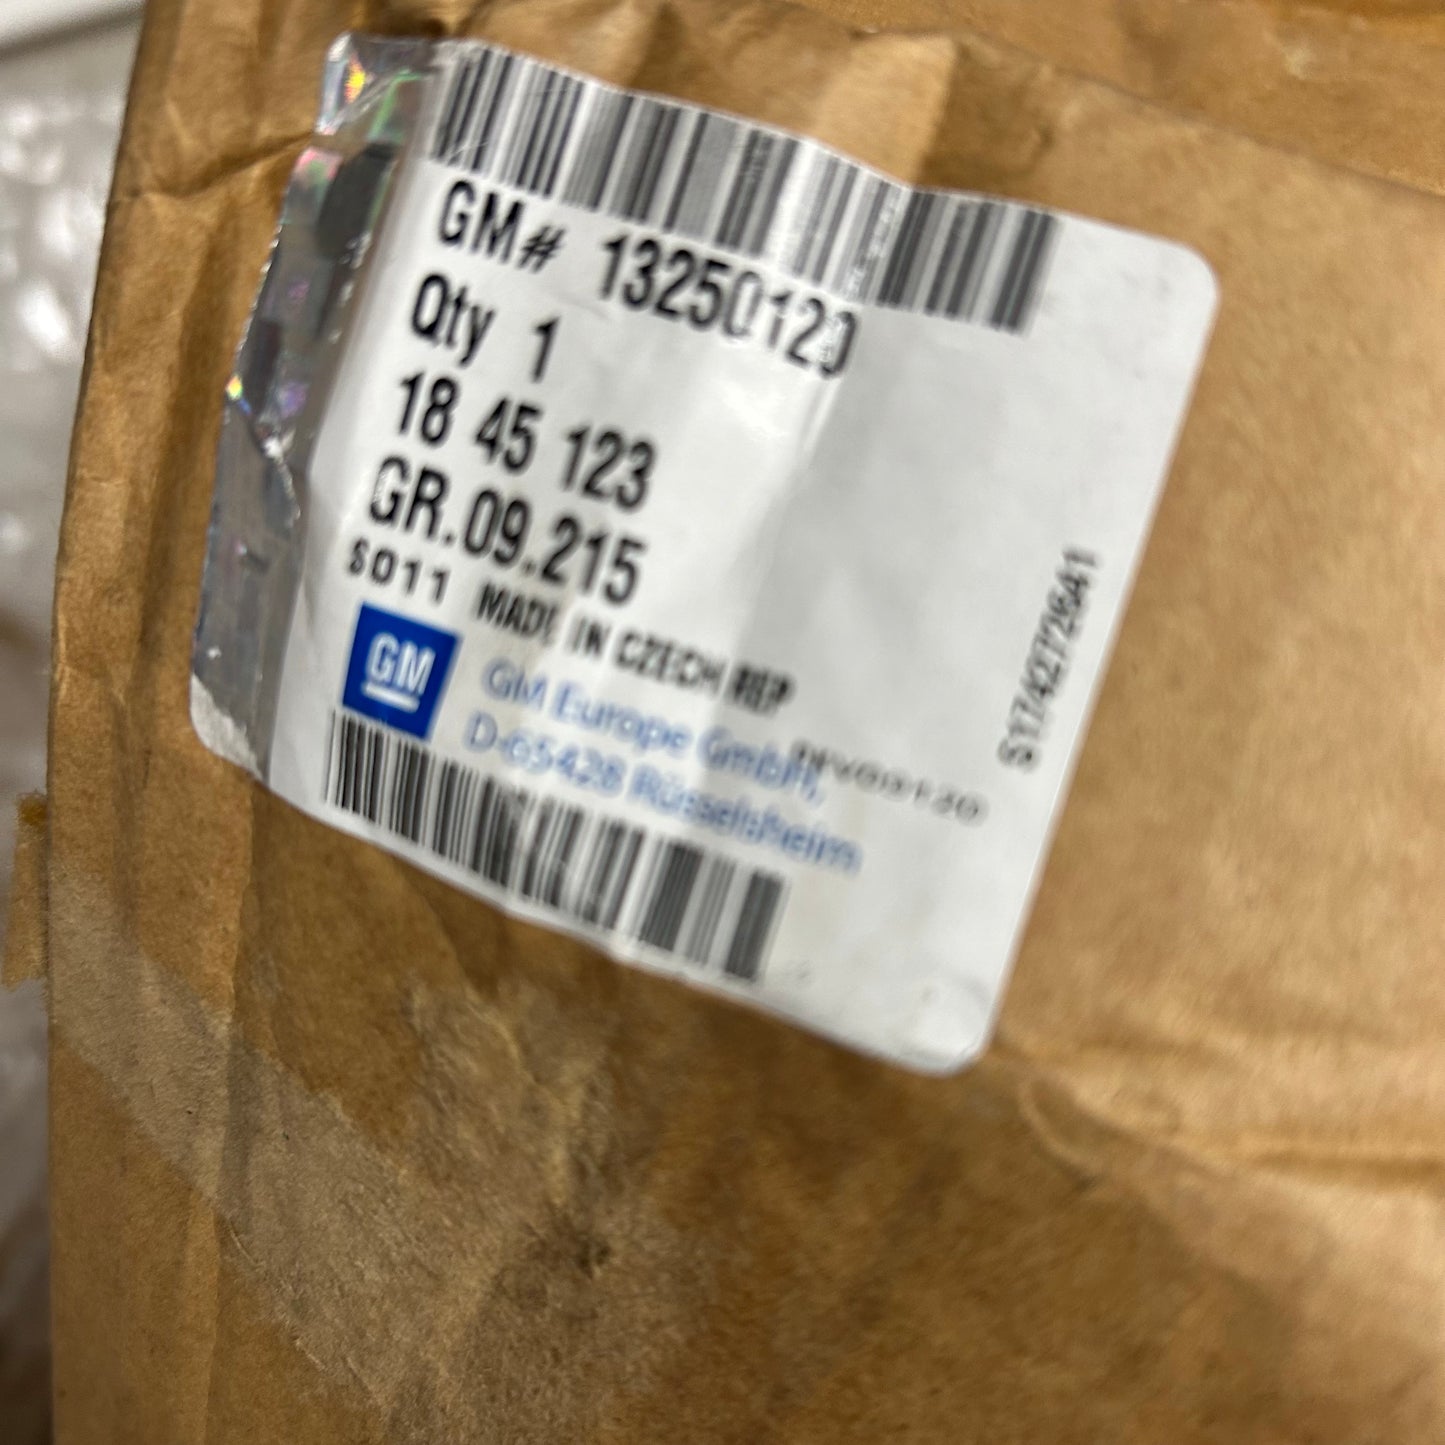 GM# 13250120
Qty 1
18 45 123
GR.09.215
S011 MADE IN CZECH REP
GM
GM Europe GmbH,
D-65428 Rüsselsheim
S1742772641